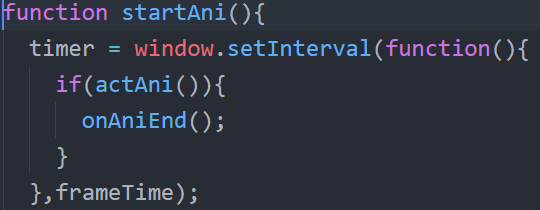 function startAni(){
timer = window.setInterval(function(){
if(actAni()){
onAniEnd();
}
},frameTime);